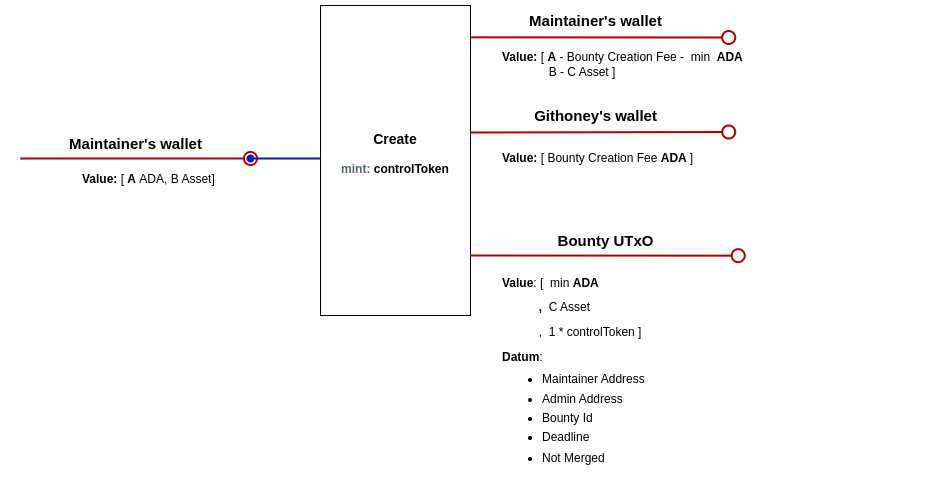 Maintainer's wallet
Value: [ A ADA, B Asset]
Create
mint: controlToken
Maintainer's wallet
Value: [ A - Bounty Creation Fee - min ADA
B - C Asset ]
Githoney's wallet
Value: [ Bounty Creation Fee ADA ]
Bounty UTxO
Value: [ min ADA
, C Asset
, 1 * controlToken ]
Datum:
• Maintainer Address
• Admin Address
• Bounty Id
• Deadline
• Not Merged